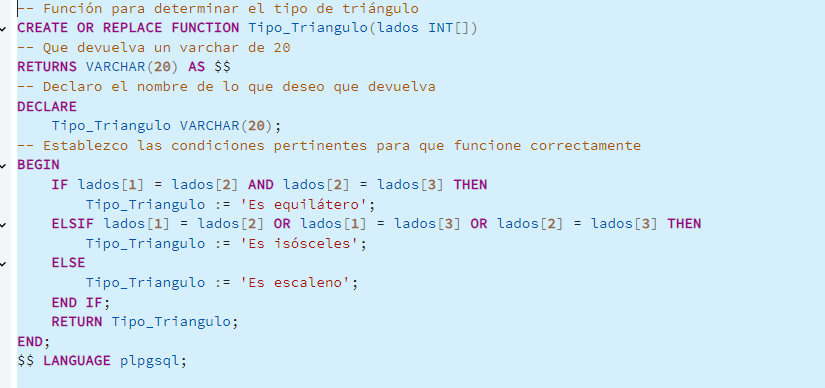 -- Función para determinar el tipo de triángulo
CREATE OR REPLACE FUNCTION Tipo_Triangulo(lados INT[])
-- Que devuelva un varchar de 20
RETURNS VARCHAR(20) AS $$
-- Declaro el nombre de lo que deseo que devuelva
DECLARE
    Tipo_Triangulo VARCHAR(20);
-- Establezco las condiciones pertinentes para que funcione correctamente
BEGIN
    IF lados[1] = lados[2] AND lados[2] = lados[3] THEN
        Tipo_Triangulo := 'Es equilátero';
    ELSIF lados[1] = lados[2] OR lados[1] = lados[3] OR lados[2] = lados[3] THEN
        Tipo_Triangulo := 'Es isósceles';
    ELSE
        Tipo_Triangulo := 'Es escaleno';
    END IF;
    RETURN Tipo_Triangulo;
END;
$$ LANGUAGE plpgsql;